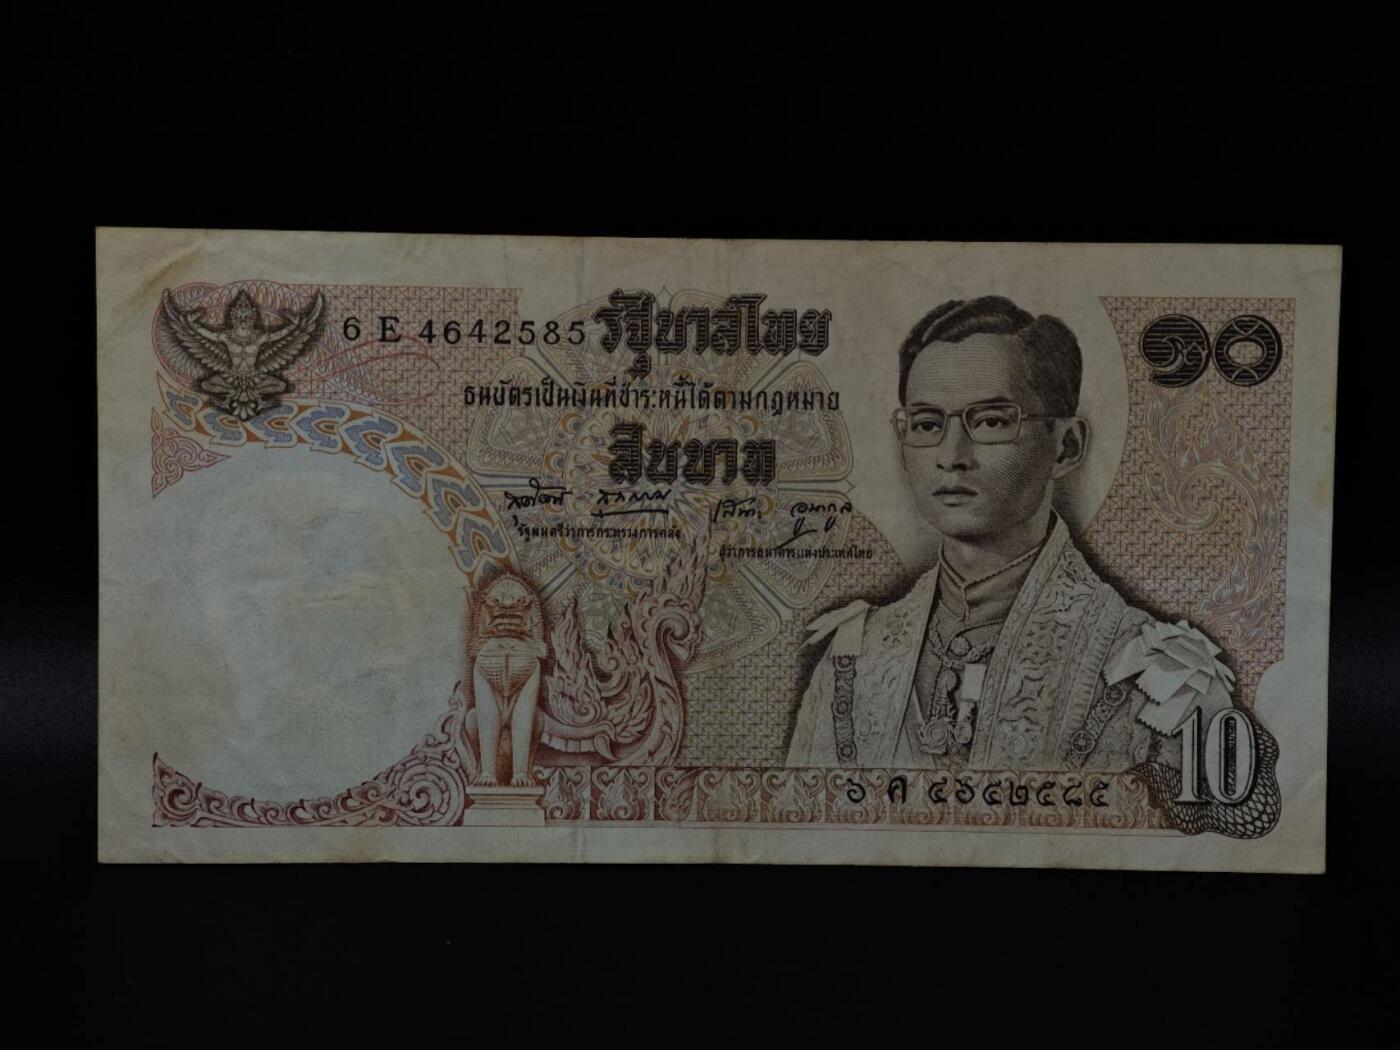 6 E 4642585
รัฐบาลไทย
๑๐
ธนบัตรเป็นเงินที่ชำระหนี้ได้ตามกฎหมาย
สิบบาท
รัฐมนตรีว่าการกระทรวงการคลัง
ผู้ว่าการธนาคารแห่งประเทศไทย
10
๖ ค ๔๖๔๒๕๘๕